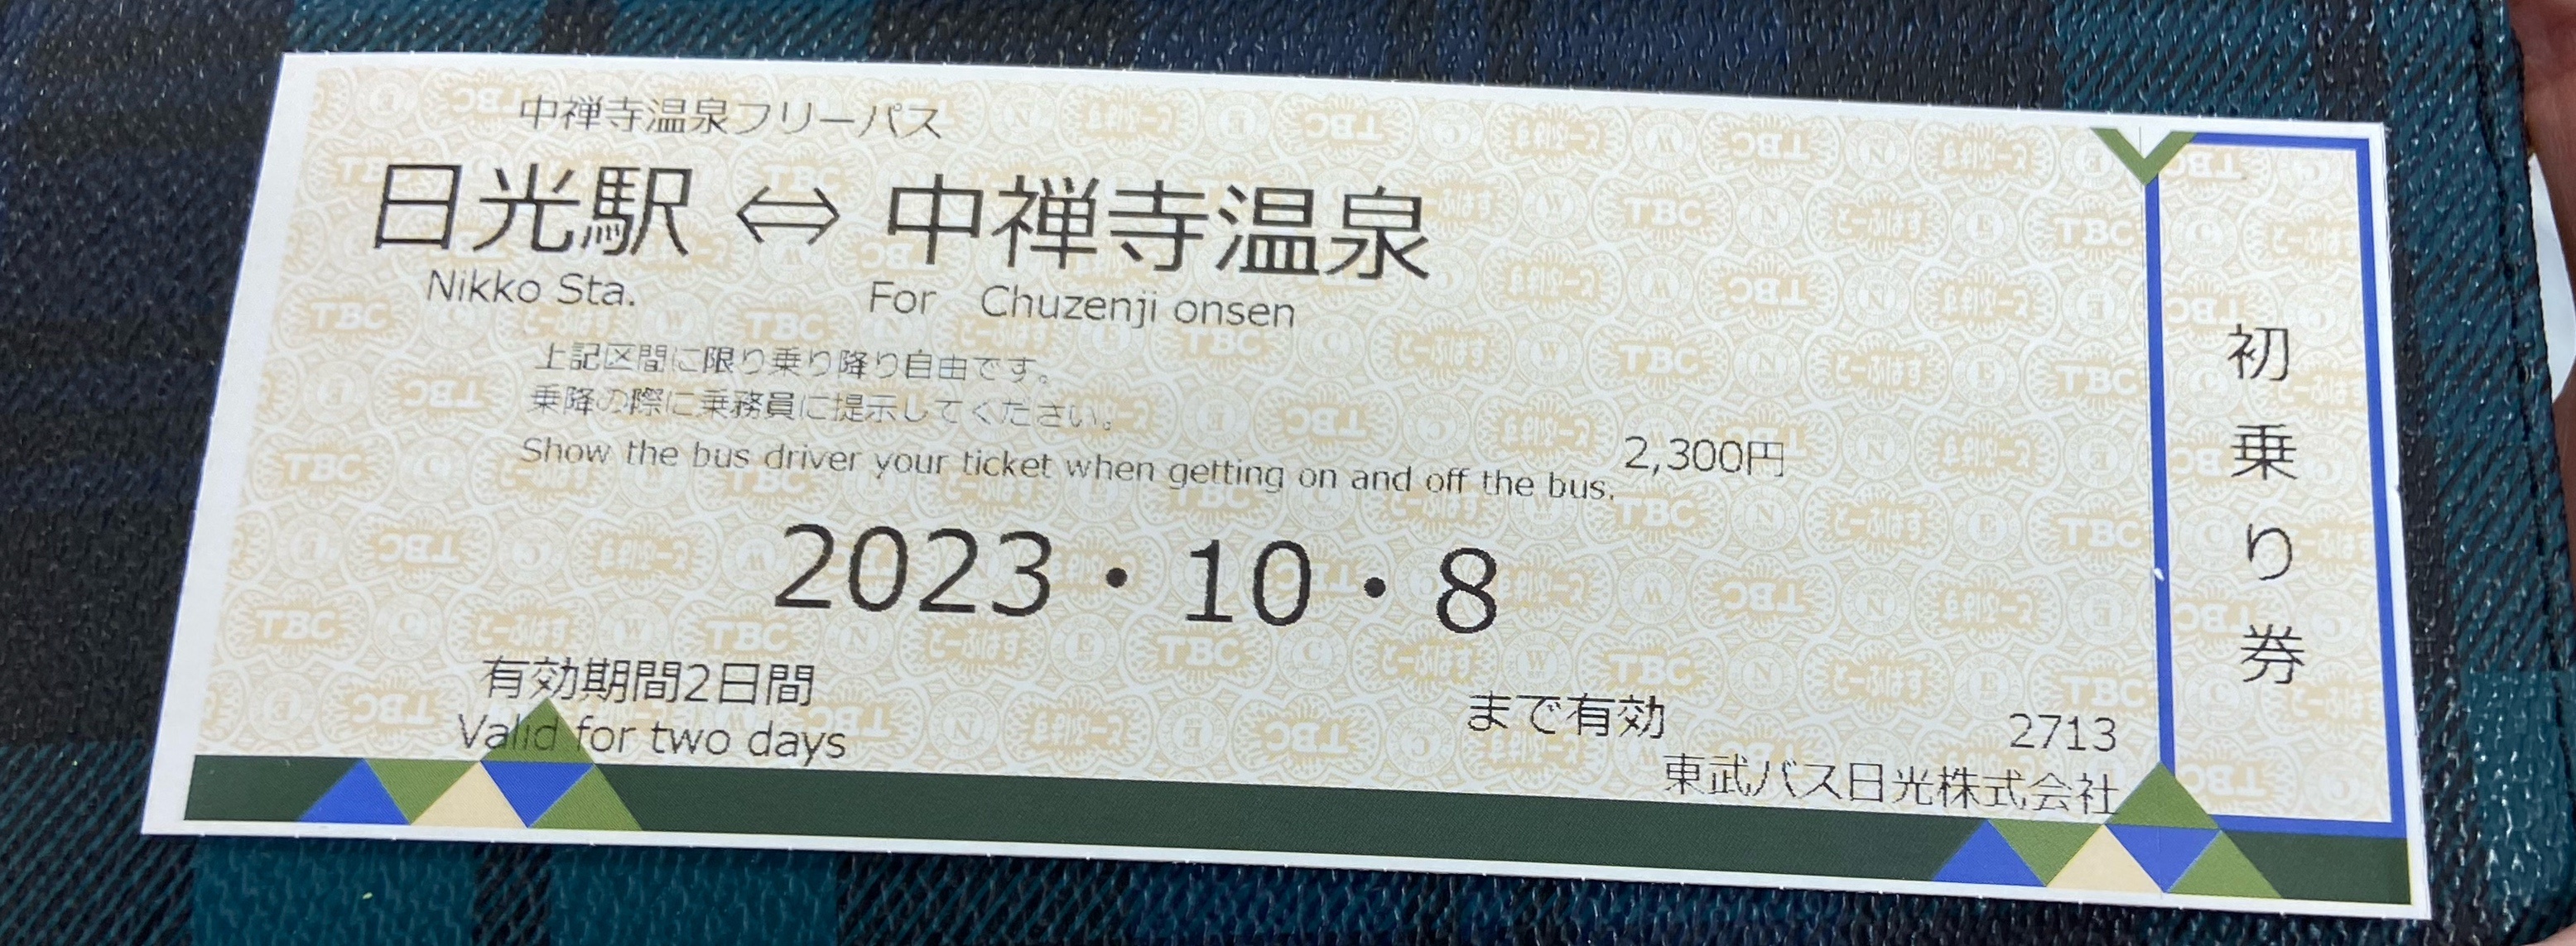 中禅寺温泉フリーパス
日光駅 ⇔ 中禅寺温泉
Nikko Sta. For Chuzenji onsen
上記区間に限り乗り降り自由です。
乗降の際に乗務員に提示してください。
Show the bus driver your ticket when getting on and off the bus.
2,300円
2023・10・8
有効期間2日間
Valid for two days
まで有効
2713
東武バス日光株式会社
初乗り券